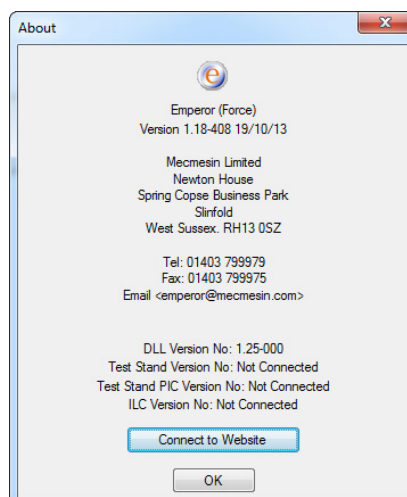 About
x
e
Emperor (Force)
Version 1.18-408 19/10/13
Mecmesin Limited
Newton House
Spring Copse Business Park
Slinfold
West Sussex. RH13 0SZ
Tel: 01403 799979
Fax: 01403 799975
Email <emperor@mecmesin.com>
DLL Version No: 1.25-000
Test Stand Version No: Not Connected
Test Stand PIC Version No: Not Connected
ILC Version No: Not Connected
Connect to Website
OK